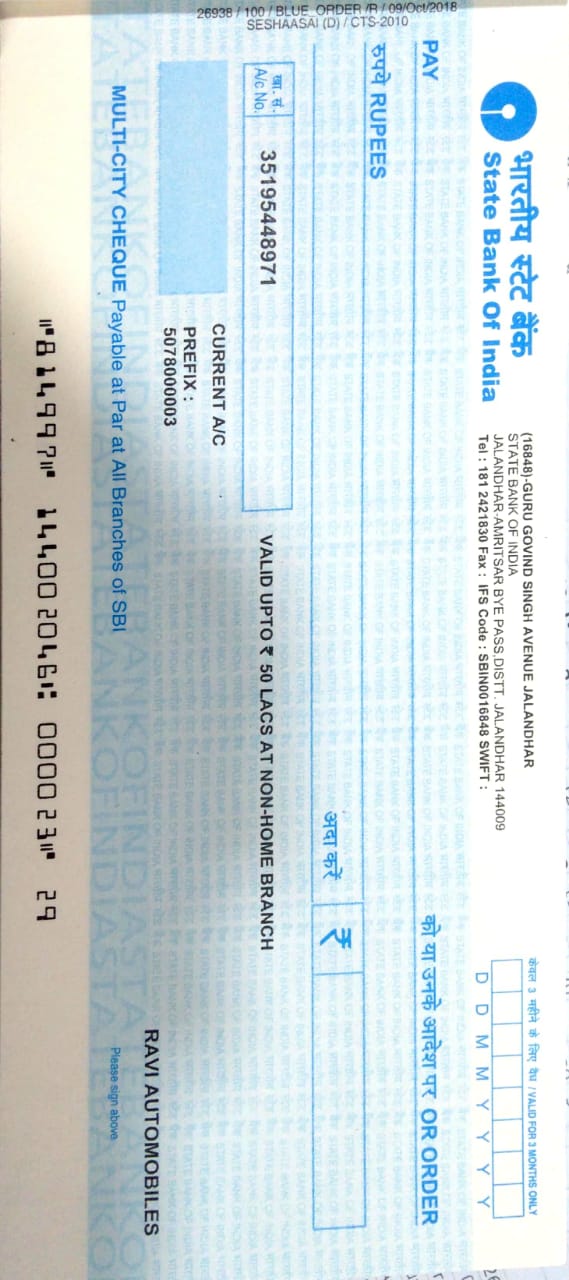 केवल 3 महीने के लिए वैध / VALID FOR 3 MONTHS ONLY
भारतीय स्टेट बैंक
State Bank Of India
(16848)-GURU GOVIND SINGH AVENUE JALANDHAR
STATE BANK OF INDIA
JALANDHAR-AMRITSAR BYE PASS,DISTT. JALANDHAR 144009
Tel : 181 2421830 Fax : IFS Code : SBIN0016848 SWIFT :
D D M M Y Y Y Y
PAY को या उनके आदेश पर OR ORDER
रुपये RUPEES
अदा करें ₹
खा. सं.
A/c No. 35195448971
VALID UPTO ₹ 50 LACS AT NON-HOME BRANCH
CURRENT A/C
PREFIX :
5078000003
RAVI AUTOMOBILES
MULTI-CITY CHEQUE Payable at Par at All Branches of SBI
Please sign above
⑈814997⑈ 144002046⑆ 000023⑈ 29
26938 / 100 / BLUE_ORDER /R / 09/Oct/2018
SESHAASAI (D) / CTS-2010